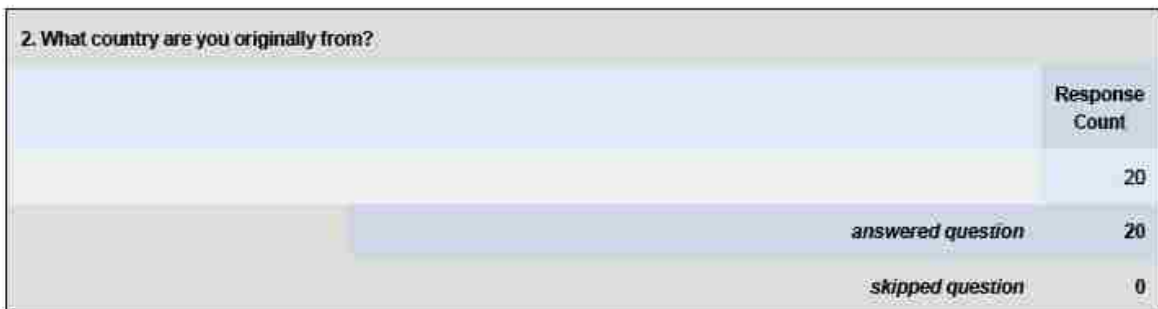 2. What country are you originally from?
Response
Count
20
answered question 20
skipped question 0